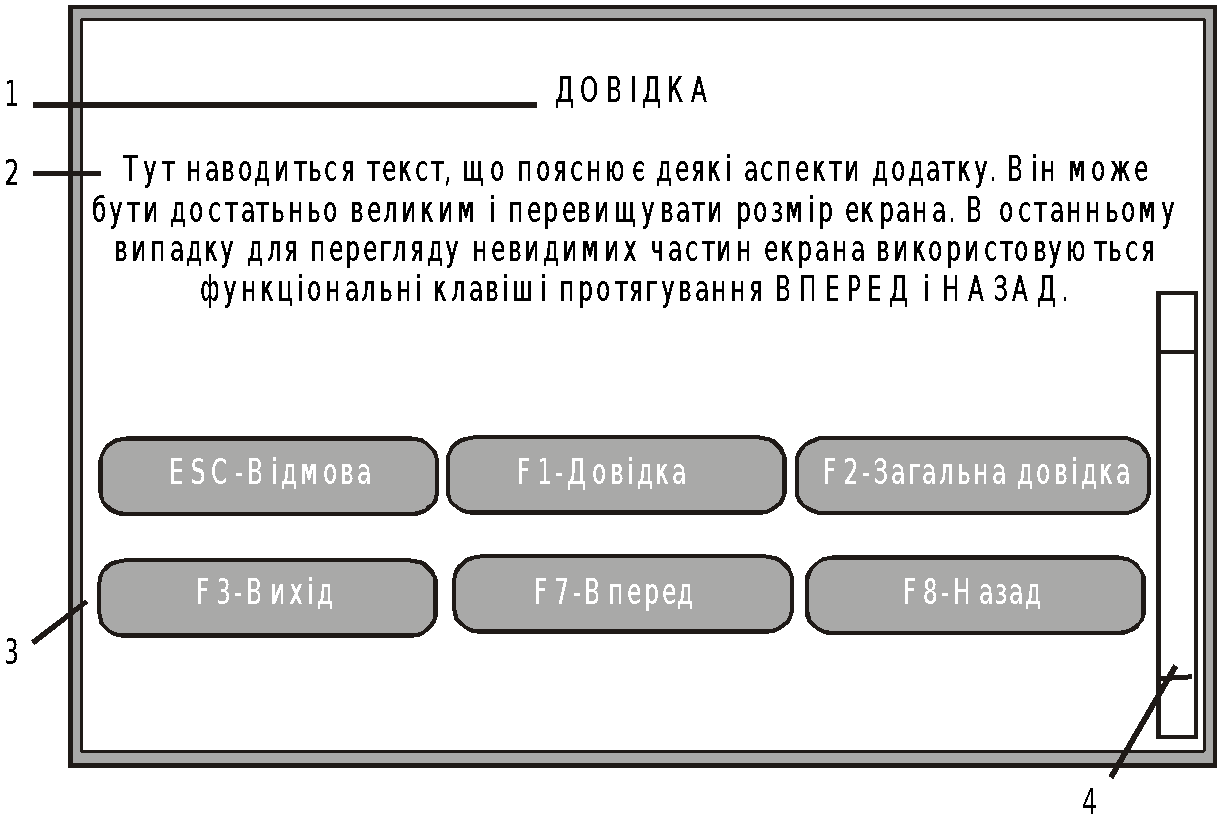 1
ДОВІДКА
2
Тут наводиться текст, що пояснює деякі аспекти додатку. Він може
бути достатьньо великим і перевищувати розмір екрана. В останньому
випадку для перегляду невидимих частин екрана використовуються
функціональні клавіші протягування ВПЕРЕД і НАЗАД.
ESC-Відмова F1-Довідка F2-Загальна довідка
F3-Вихід F7-Вперед F8-Назад
3
4